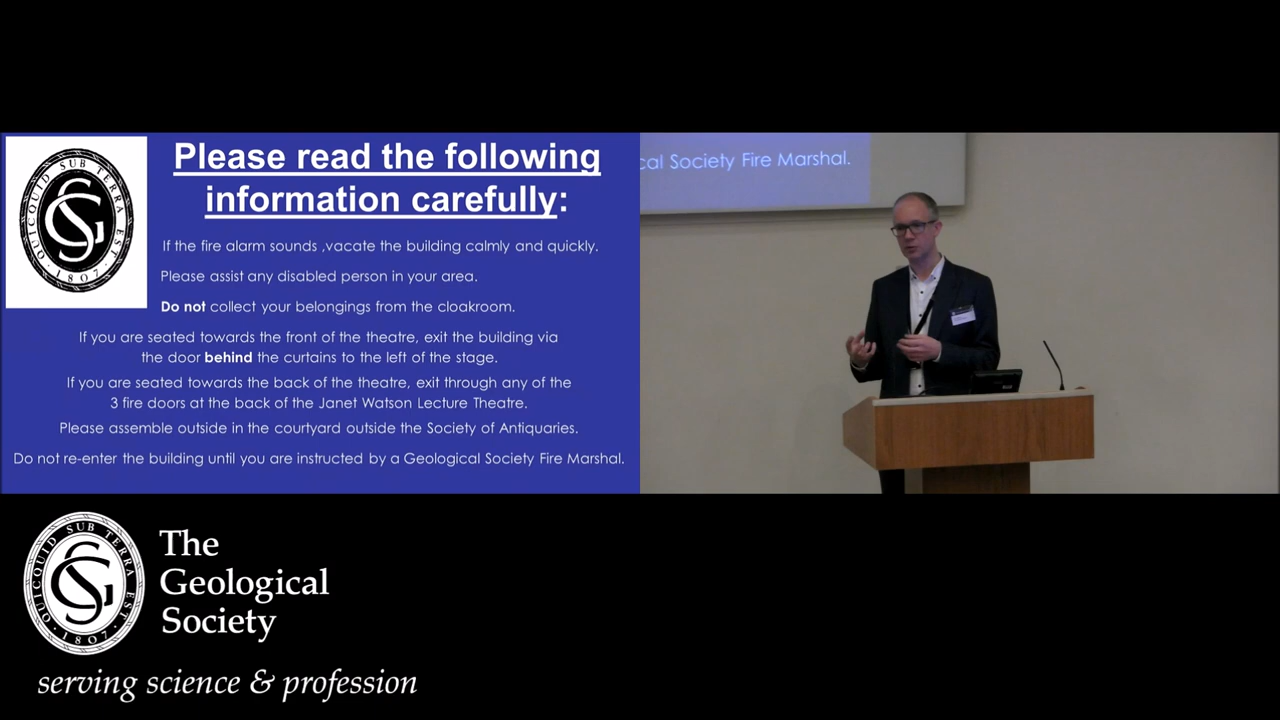 QUICQUID SUB TERRA EST
· 1807 ·
Please read the following
information carefully:
If the fire alarm sounds ,vacate the building calmly and quickly.
Please assist any disabled person in your area.
Do not collect your belongings from the cloakroom.
If you are seated towards the front of the theatre, exit the building via
the door behind the curtains to the left of the stage.
If you are seated towards the back of the theatre, exit through any of the
3 fire doors at the back of the Janet Watson Lecture Theatre.
Please assemble outside in the courtyard outside the Society of Antiquaries.
Do not re-enter the building until you are instructed by a Geological Society Fire Marshal.
cal Society Fire Marshal.
QUICQUID SUB TERRA EST
· 1807 ·
The
Geological
Society
serving science & profession